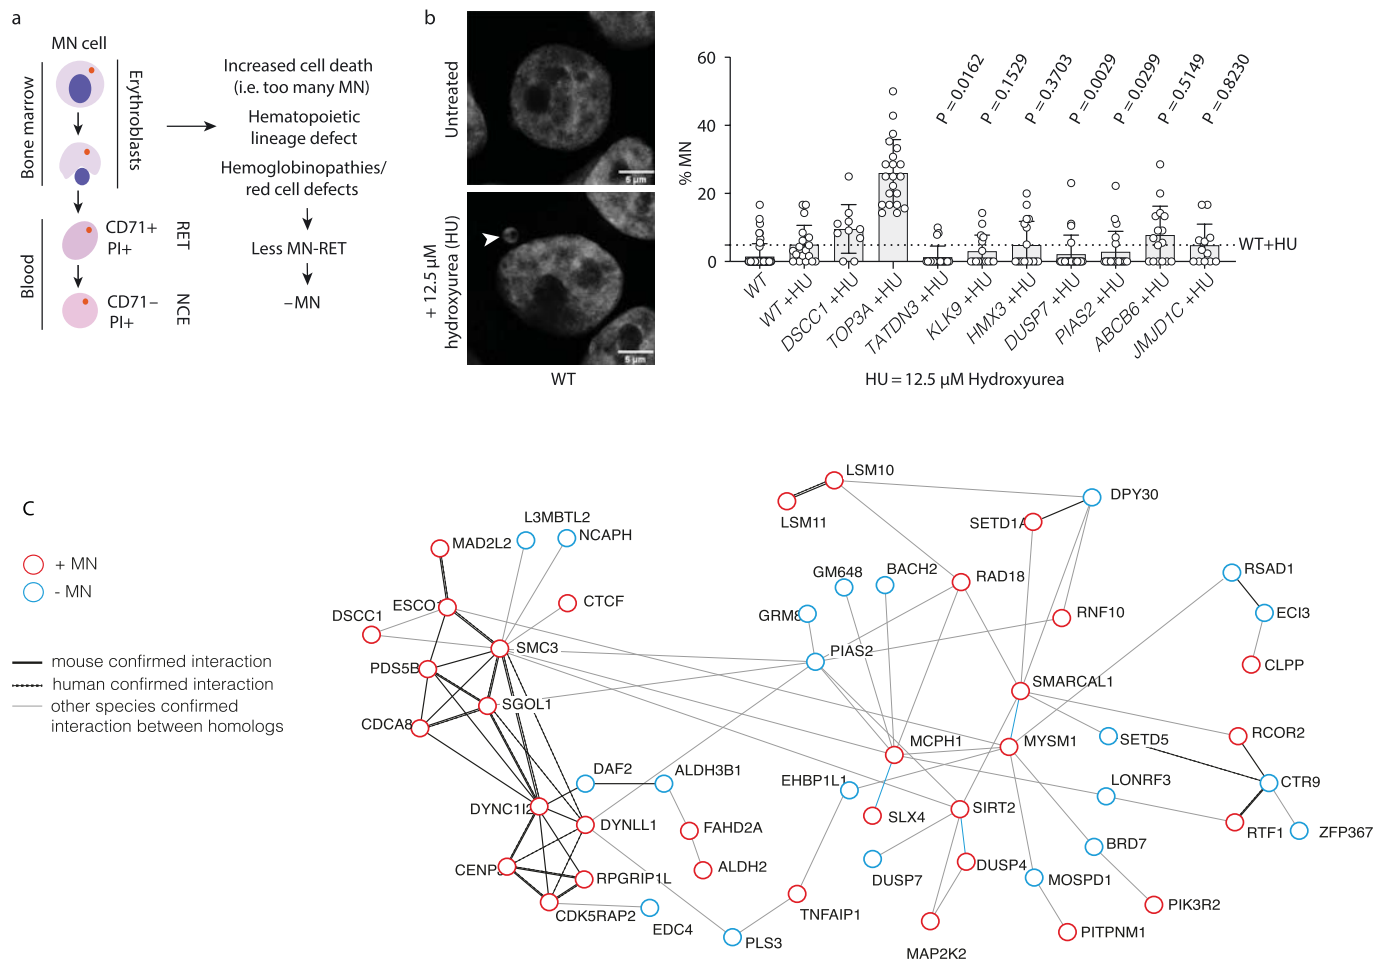 a
MN cell
Bone marrow
Erythroblasts
Blood
CD71+
PI+
RET
CD71–
PI+
NCE
Increased cell death
(i.e. too many MN)
Hematopoietic
lineage defect
Hemoglobinopathies/
red cell defects
Less MN-RET
–MN
b
Untreated
5 µm
+ 12.5 µM
hydroxyurea (HU)
5 µm
WT
% MN
60
40
20
0
P = 0.0162
P = 0.1529
P = 0.3703
P = 0.0029
P = 0.0299
P = 0.5149
P = 0.8230
WT+HU
WT
WT +HU
DSCC1 +HU
TOP3A +HU
TATDN3 +HU
KLK9 +HU
HMX3 +HU
DUSP7 +HU
PIAS2 +HU
ABCB6 +HU
JMJD1C +HU
HU = 12.5 µM Hydroxyurea
C
+ MN
- MN
mouse confirmed interaction
human confirmed interaction
other species confirmed
interaction between homologs
LSM10
LSM11
SETD1A
DPY30
L3MBTL2
NCAPH
MAD2L2
GM648
BACH2
RAD18
RSAD1
ESCO1
CTCF
DSCC1
GRM8
RNF10
ECI3
SMC3
PIAS2
PDS5B
CLPP
SMARCAL1
SGOL1
CDCA8
MCPH1
MYSM1
SETD5
RCOR2
DAF2
ALDH3B1
EHBP1L1
LONRF3
CTR9
DYNC1I2
DYNLL1
FAHD2A
SLX4
SIRT2
RTF1
ZFP367
BRD7
CENPJ
RPGRIP1L
ALDH2
DUSP7
DUSP4
MOSPD1
CDK5RAP2
EDC4
TNFAIP1
PIK3R2
PLS3
MAP2K2
PITPNM1